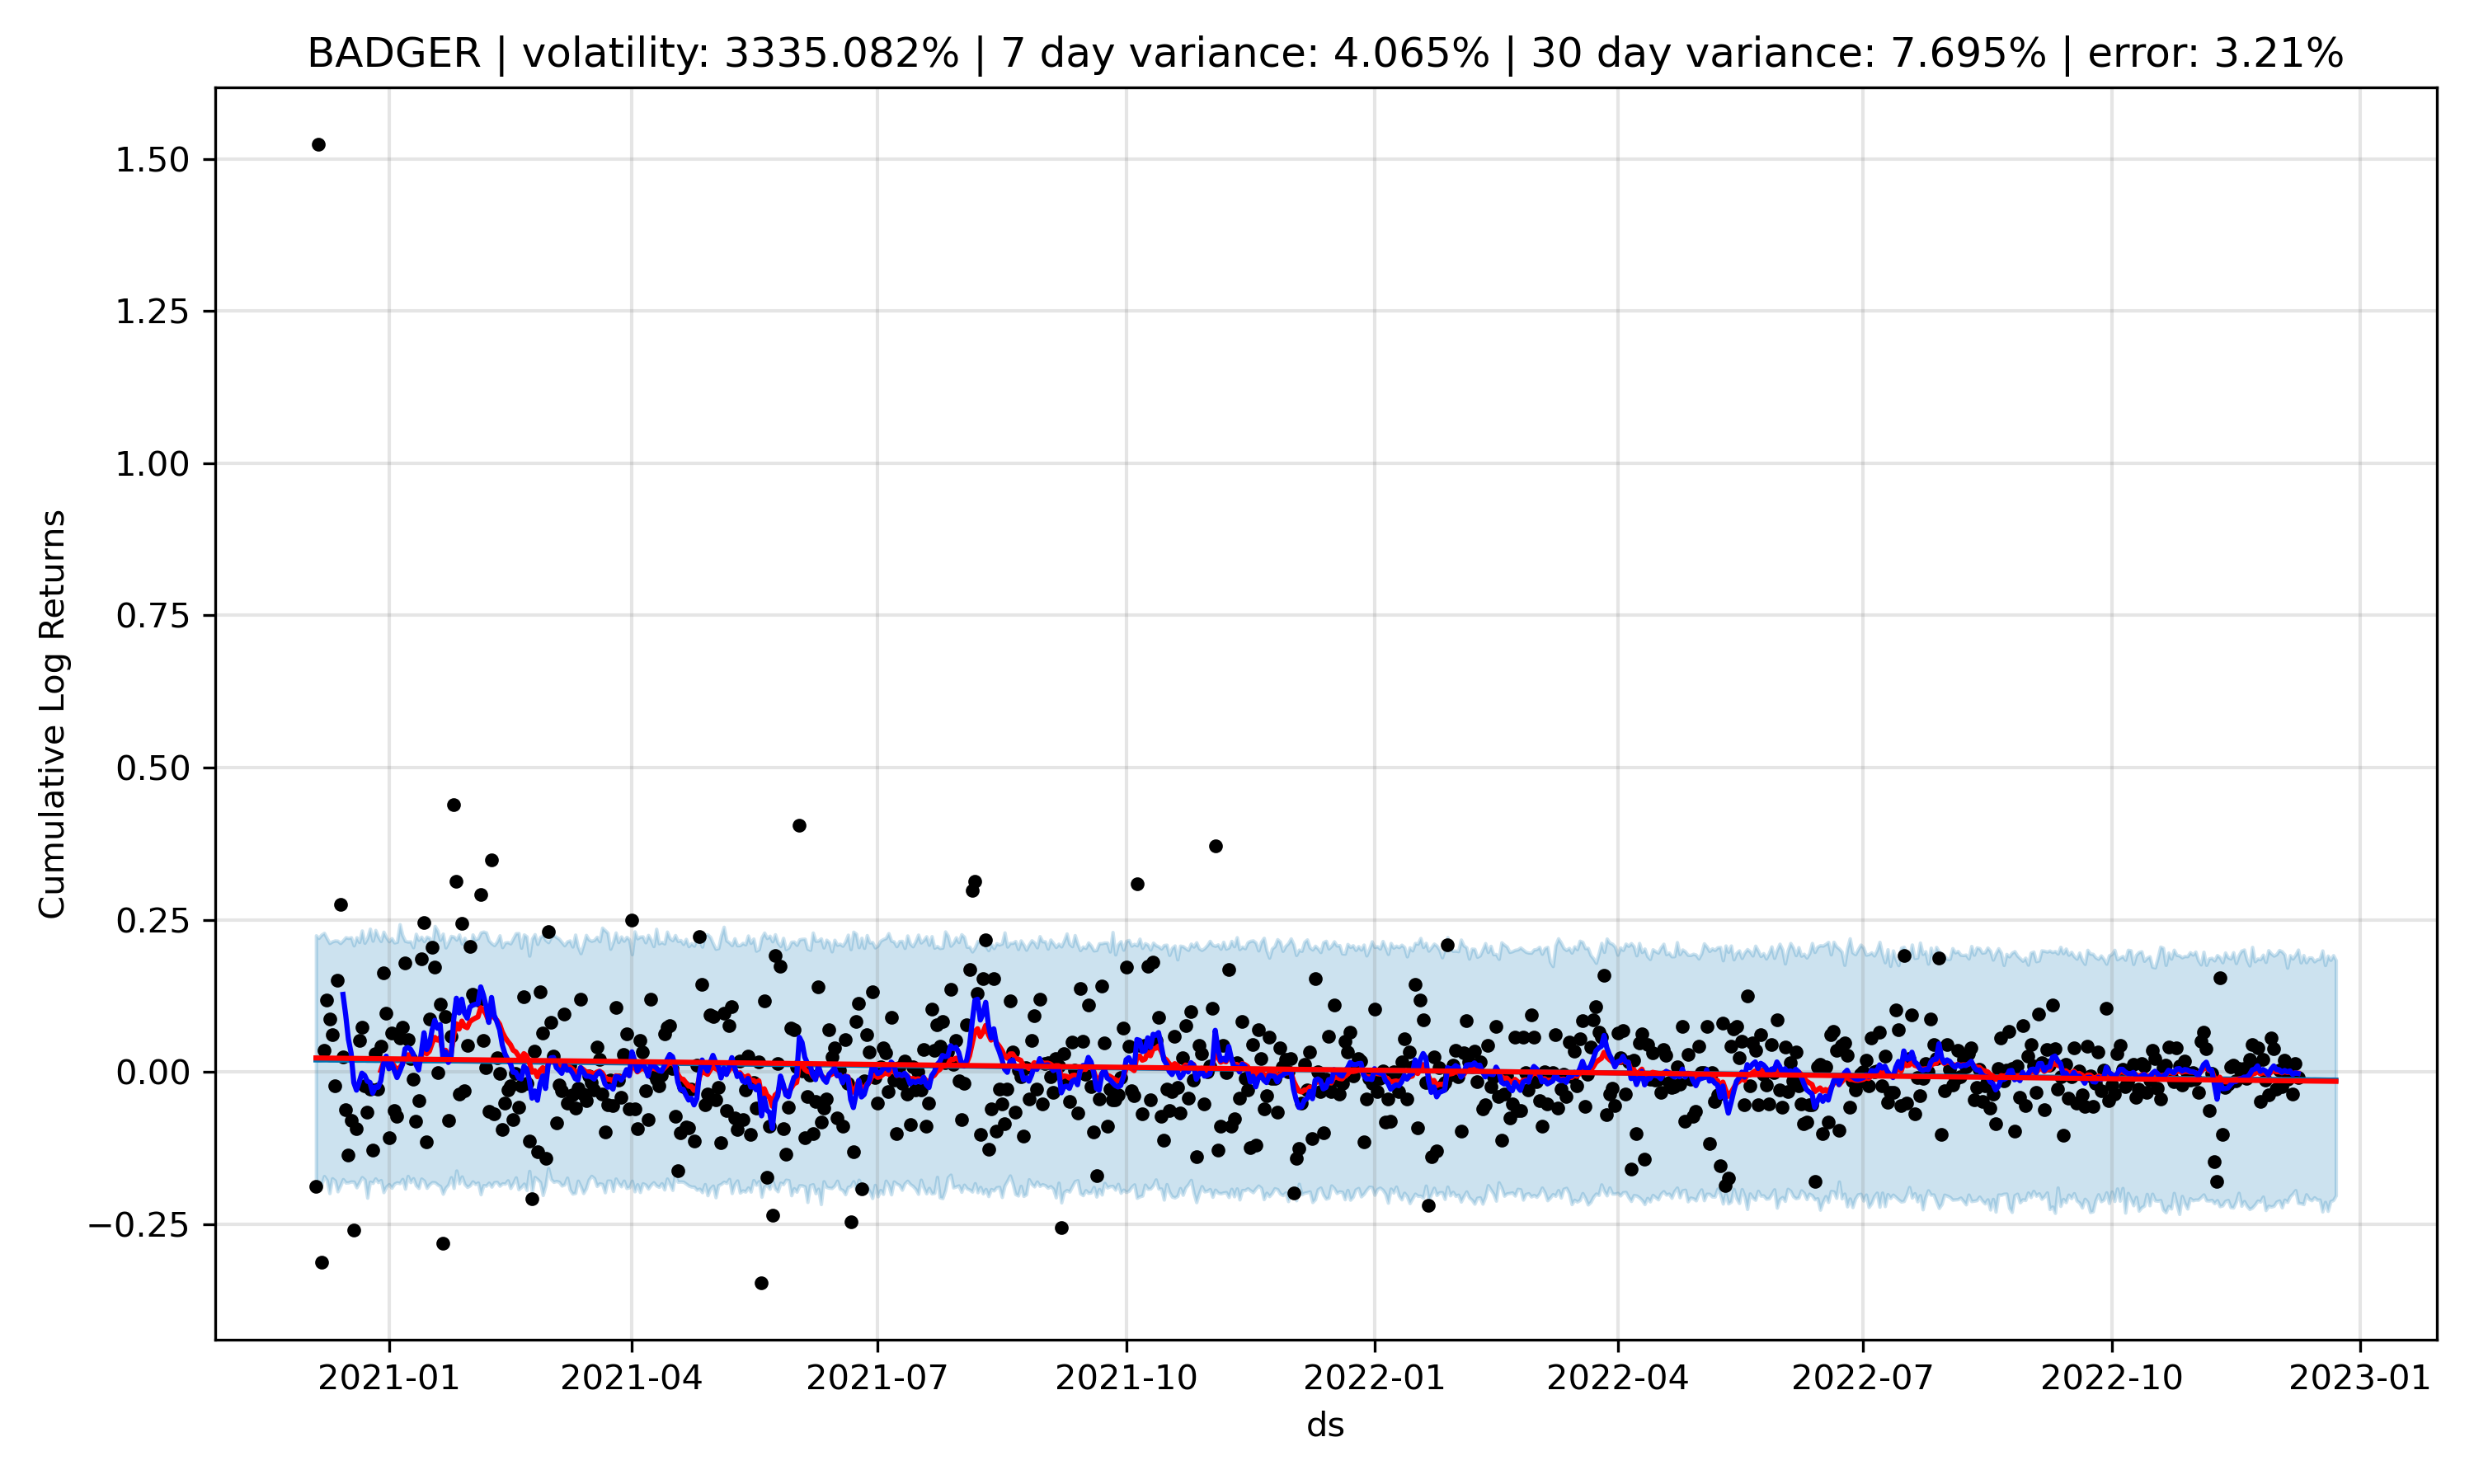 BADGER | volatility: 3335.082% | 7 day variance: 4.065% | 30 day variance: 7.695% | error: 3.21%
1.50
1.25
1.00
0.75
0.50
0.25
0.00
−0.25
Cumulative Log Returns
2021-01 2021-04 2021-07 2021-10 2022-01 2022-04 2022-07 2022-10 2023-01
ds